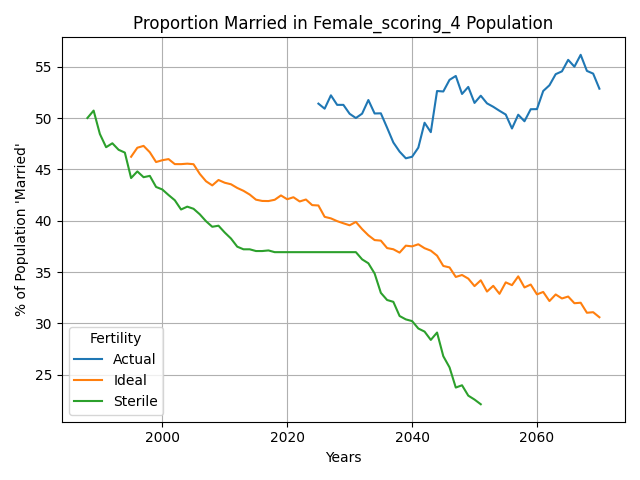 Proportion Married in Female_scoring_4 Population
% of Population 'Married'
55
50
45
40
35
30
25
Fertility
Actual
Ideal
Sterile
2000
2020
2040
2060
Years